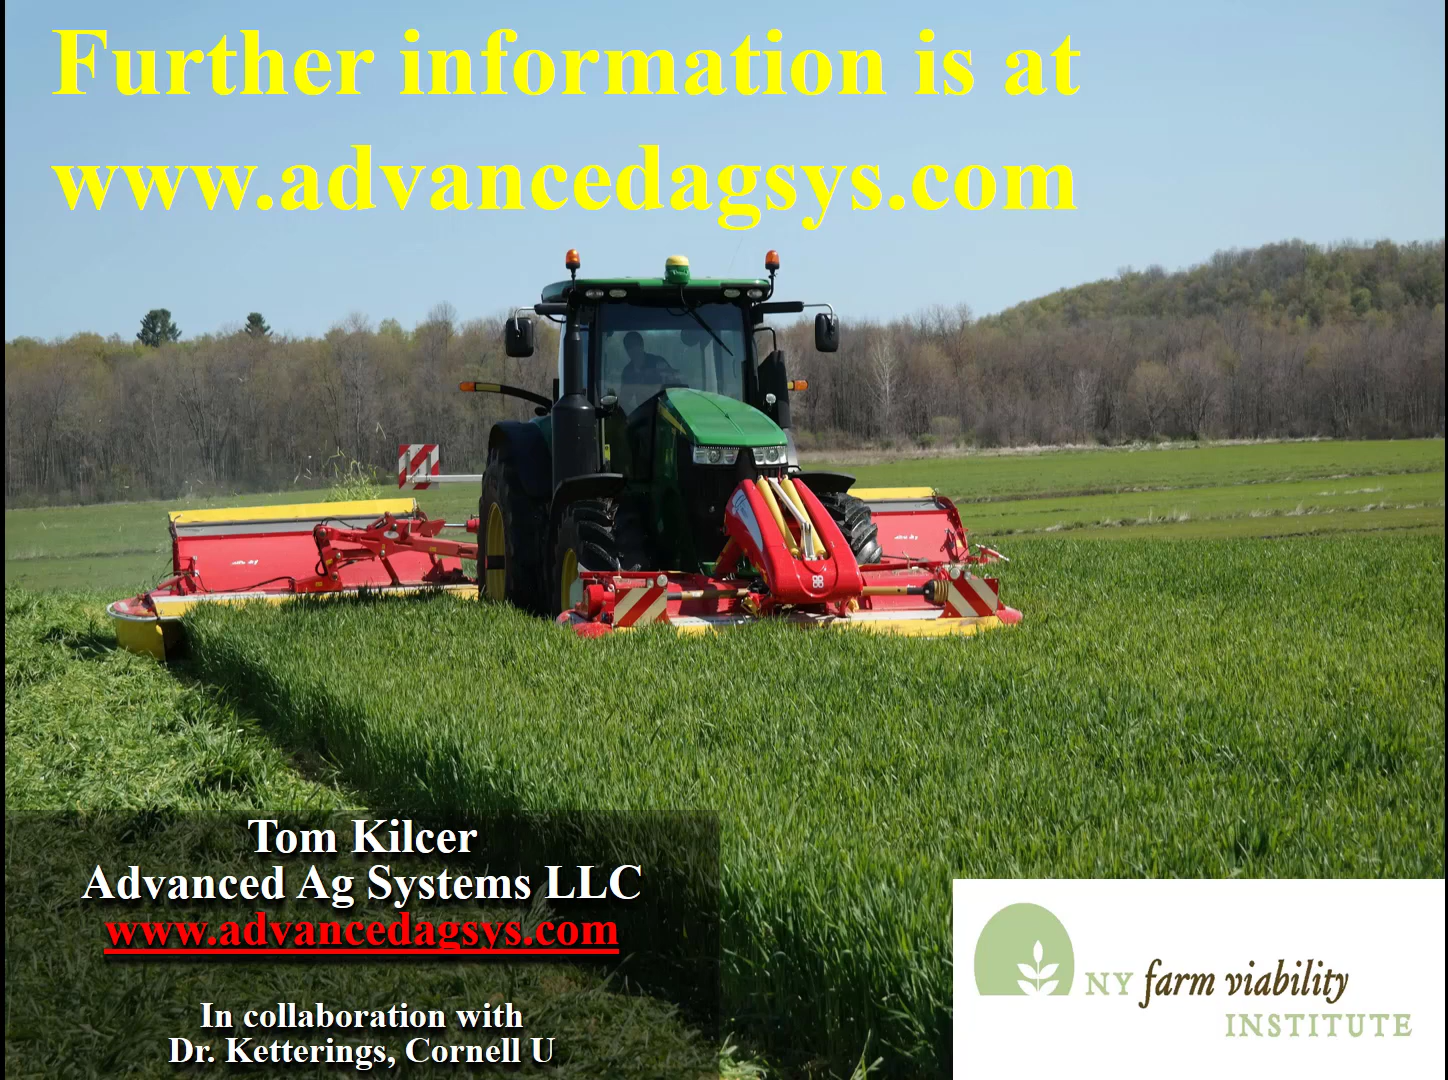 Further information is at
www.advancedagsys.com
Tom Kilcer
Advanced Ag Systems LLC
www.advancedagsys.com
In collaboration with
Dr. Ketterings, Cornell U
NY farm viability
INSTITUTE